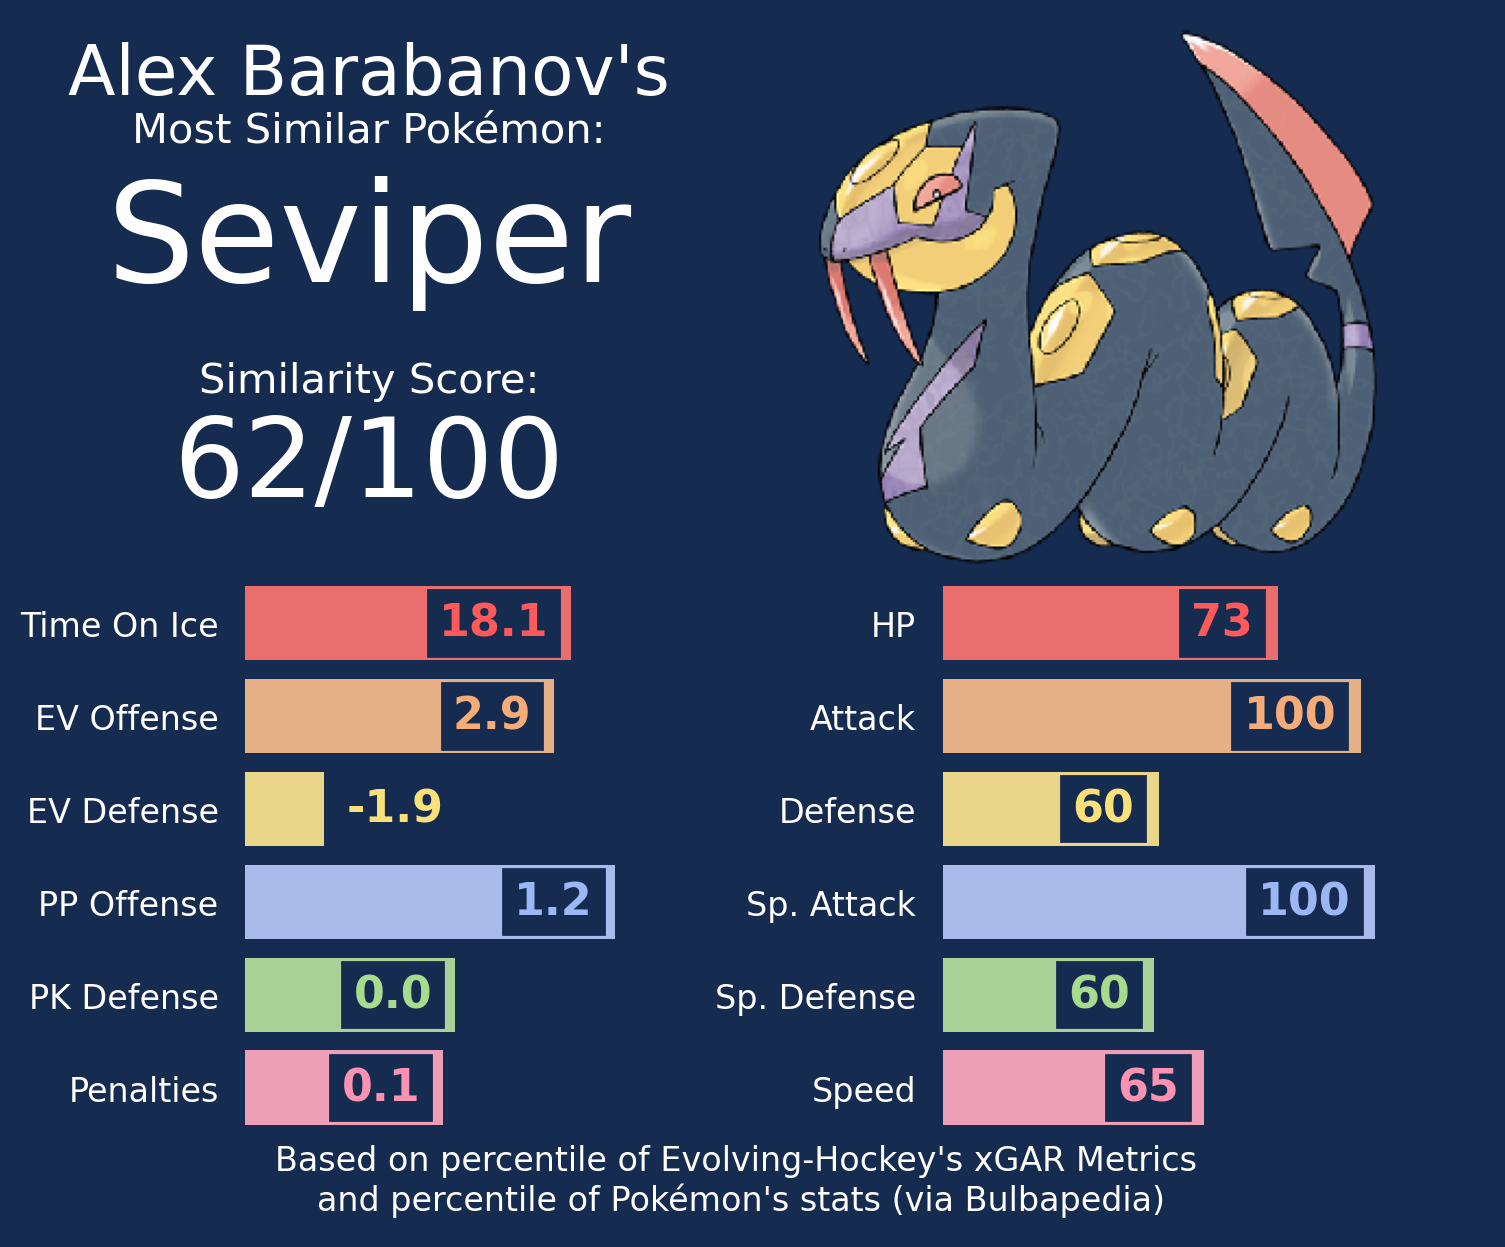 Alex Barabanov's
Most Similar Pokémon:
Seviper
Similarity Score:
62/100
Time On Ice 18.1
EV Offense 2.9
EV Defense -1.9
PP Offense 1.2
PK Defense 0.0
Penalties 0.1
HP 73
Attack 100
Defense 60
Sp. Attack 100
Sp. Defense 60
Speed 65
Based on percentile of Evolving-Hockey's xGAR Metrics
and percentile of Pokémon's stats (via Bulbapedia)